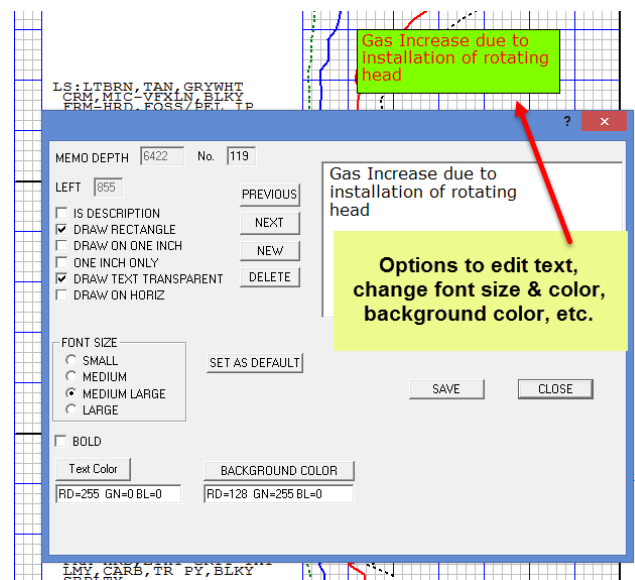 Gas Increase due to
installation of rotating
head
LS:LTBRN,TAN,GRYWHT
CRM,MIC-VFXLN,BLKY
FRM-HRD,FOSS/PEL IP
? ×
MEMO DEPTH 6422 No. 119
LEFT 855
IS DESCRIPTION
DRAW RECTANGLE
DRAW ON ONE INCH
ONE INCH ONLY
DRAW TEXT TRANSPARENT
DRAW ON HORIZ
PREVIOUS
NEXT
NEW
DELETE
Gas Increase due to
installation of rotating
head
Options to edit text,
change font size & color,
background color, etc.
FONT SIZE
SMALL
MEDIUM
MEDIUM LARGE
LARGE
SET AS DEFAULT
SAVE CLOSE
BOLD
Text Color BACKGROUND COLOR
RD=255 GN=0 BL=0 RD=128 GN=255 BL=0
LMY,CARB,TR PY,BLKY